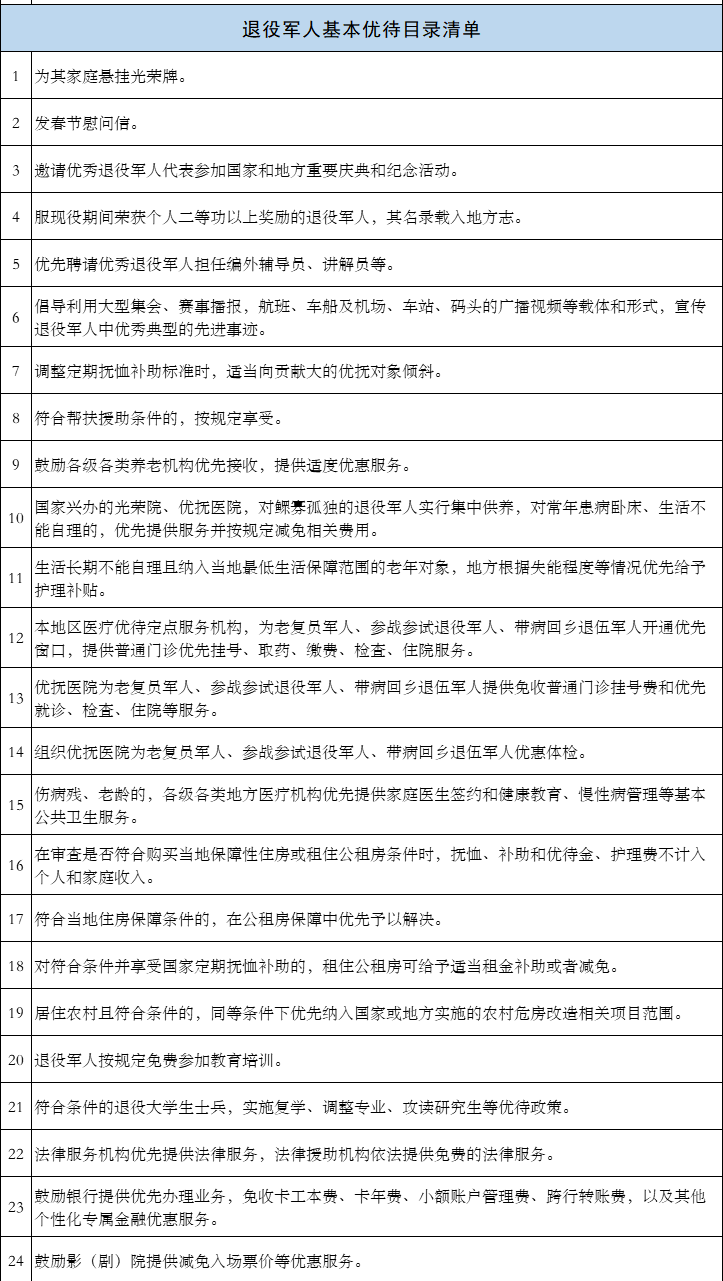 退役军人基本优待目录清单
1 为其家庭悬挂光荣牌。
2 发春节慰问信。
3 邀请优秀退役军人代表参加国家和地方重要庆典和纪念活动。
4 服现役期间荣获个人二等功以上奖励的退役军人，其名录载入地方志。
5 优先聘请优秀退役军人担任编外辅导员、讲解员等。
6 倡导利用大型集会、赛事播报，航班、车船及机场、车站、码头的广播视频等载体和形式，宣传
退役军人中优秀典型的先进事迹。
7 调整定期抚恤补助标准时，适当向贡献大的优抚对象倾斜。
8 符合帮扶援助条件的，按规定享受。
9 鼓励各级各类养老机构优先接收，提供适度优惠服务。
10 国家兴办的光荣院、优抚医院，对鳏寡孤独的退役军人实行集中供养，对常年患病卧床、生活不
能自理的，优先提供服务并按规定减免相关费用。
11 生活长期不能自理且纳入当地最低生活保障范围的老年对象，地方根据失能程度等情况优先给予
护理补贴。
12 本地区医疗优待定点服务机构，为老复员军人、参战参试退役军人、带病回乡退伍军人开通优先
窗口，提供普通门诊优先挂号、取药、缴费、检查、住院服务。
13 优抚医院为老复员军人、参战参试退役军人、带病回乡退伍军人提供免收普通门诊挂号费和优先
就诊、检查、住院等服务。
14 组织优抚医院为老复员军人、参战参试退役军人、带病回乡退伍军人优惠体检。
15 伤病残、老龄的，各级各类地方医疗机构优先提供家庭医生签约和健康教育、慢性病管理等基本
公共卫生服务。
16 在审查是否符合购买当地保障性住房或租住公租房条件时，抚恤、补助和优待金、护理费不计入
个人和家庭收入。
17 符合当地住房保障条件的，在公租房保障中优先予以解决。
18 对符合条件并享受国家定期抚恤补助的，租住公租房可给予适当租金补助或者减免。
19 居住农村且符合条件的，同等条件下优先纳入国家或地方实施的农村危房改造相关项目范围。
20 退役军人按规定免费参加教育培训。
21 符合条件的退役大学生士兵，实施复学、调整专业、攻读研究生等优待政策。
22 法律服务机构优先提供法律服务，法律援助机构依法提供免费的法律服务。
23 鼓励银行提供优先办理业务，免收卡工本费、卡年费、小额账户管理费、跨行转账费，以及其他
个性化专属金融优惠服务。
24 鼓励影（剧）院提供减免入场票价等优惠服务。